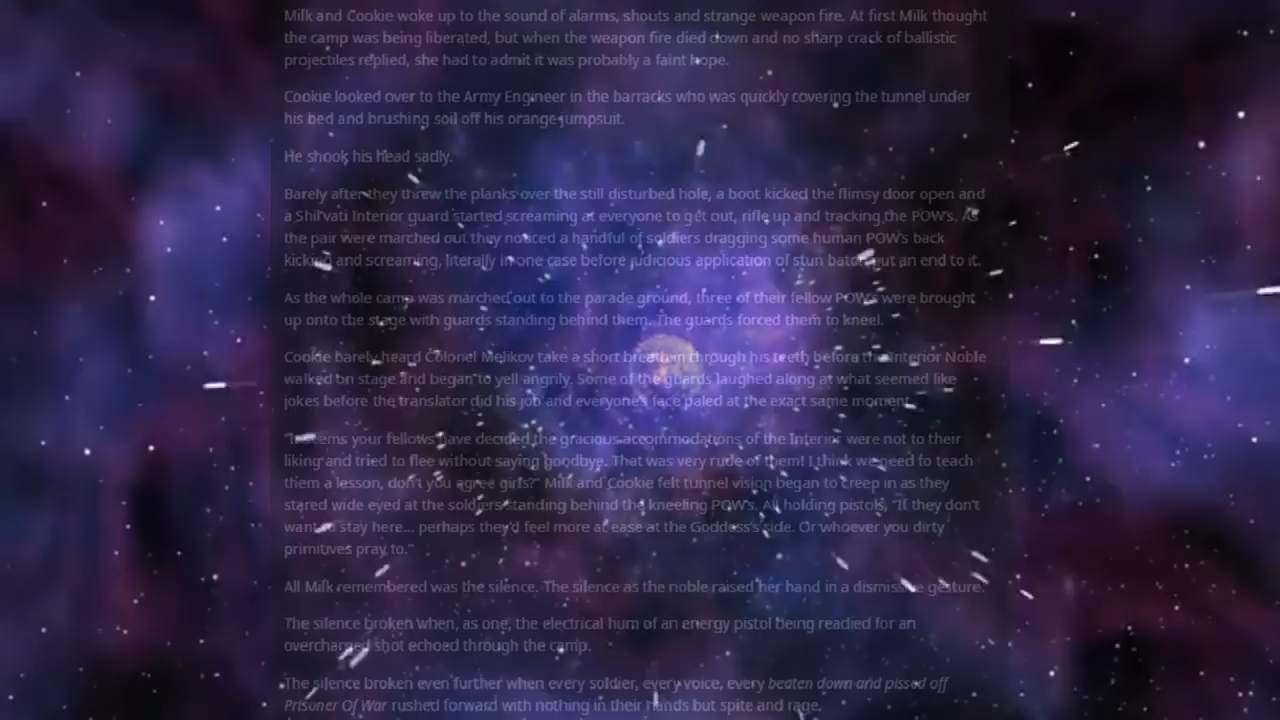 Milk and Cookie woke up to the sound of alarms, shouts and strange weapon fire. At first Milk thought
the camp was being liberated, but when the weapon fire died down and no sharp crack of ballistic
projectiles replied, she had to admit it was probably a faint hope.
Cookie looked over to the Army Engineer in the barracks who was quickly covering the tunnel under
his bed and brushing soil off his orange jumpsuit.
He shook his head sadly.
Barely after they threw the planks over the still disturbed hole, a boot kicked the flimsy door open and
a Shil'vati Interior guard started screaming at everyone to get out, rifle up and tracking the POW's. As
the pair were marched out they noticed a handful of soldiers dragging some human POW's back
kicking and screaming, literally in one case before judicious application of stun batons put an end to it.
As the whole camp was marched out to the parade ground, three of their fellow POW's were brought
up onto the stage with guards standing behind them. The guards forced them to kneel.
Cookie barely heard Colonel Melikov take a short breath in through his teeth before the Interior Noble
walked on stage and began to yell angrily. Some of the guards laughed along at what seemed like
jokes before the translator did his job and everyone's face paled at the exact same moment.
"It seems your fellows have decided the gracious accommodations of the Interior were not to their
liking and tried to flee without saying goodbye. That was very rude of them! I think we need to teach
them a lesson, don't you agree girls?" Milk and Cookie felt tunnel vision began to creep in as they
stared wide eyed at the soldiers standing behind the kneeling POW's. All holding pistols, "If they don't
want to stay here... perhaps they'd feel more at ease at the Goddess's side. Or whoever you dirty
primitives pray to."
All Milk remembered was the silence. The silence as the noble raised her hand in a dismissive gesture.
The silence broken when, as one, the electrical hum of an energy pistol being readied for an
overcharged shot echoed through the camp.
The silence broken even further when every soldier, every voice, every beaten down and pissed off
Prisoner Of War rushed forward with nothing in their hands but spite and rage.